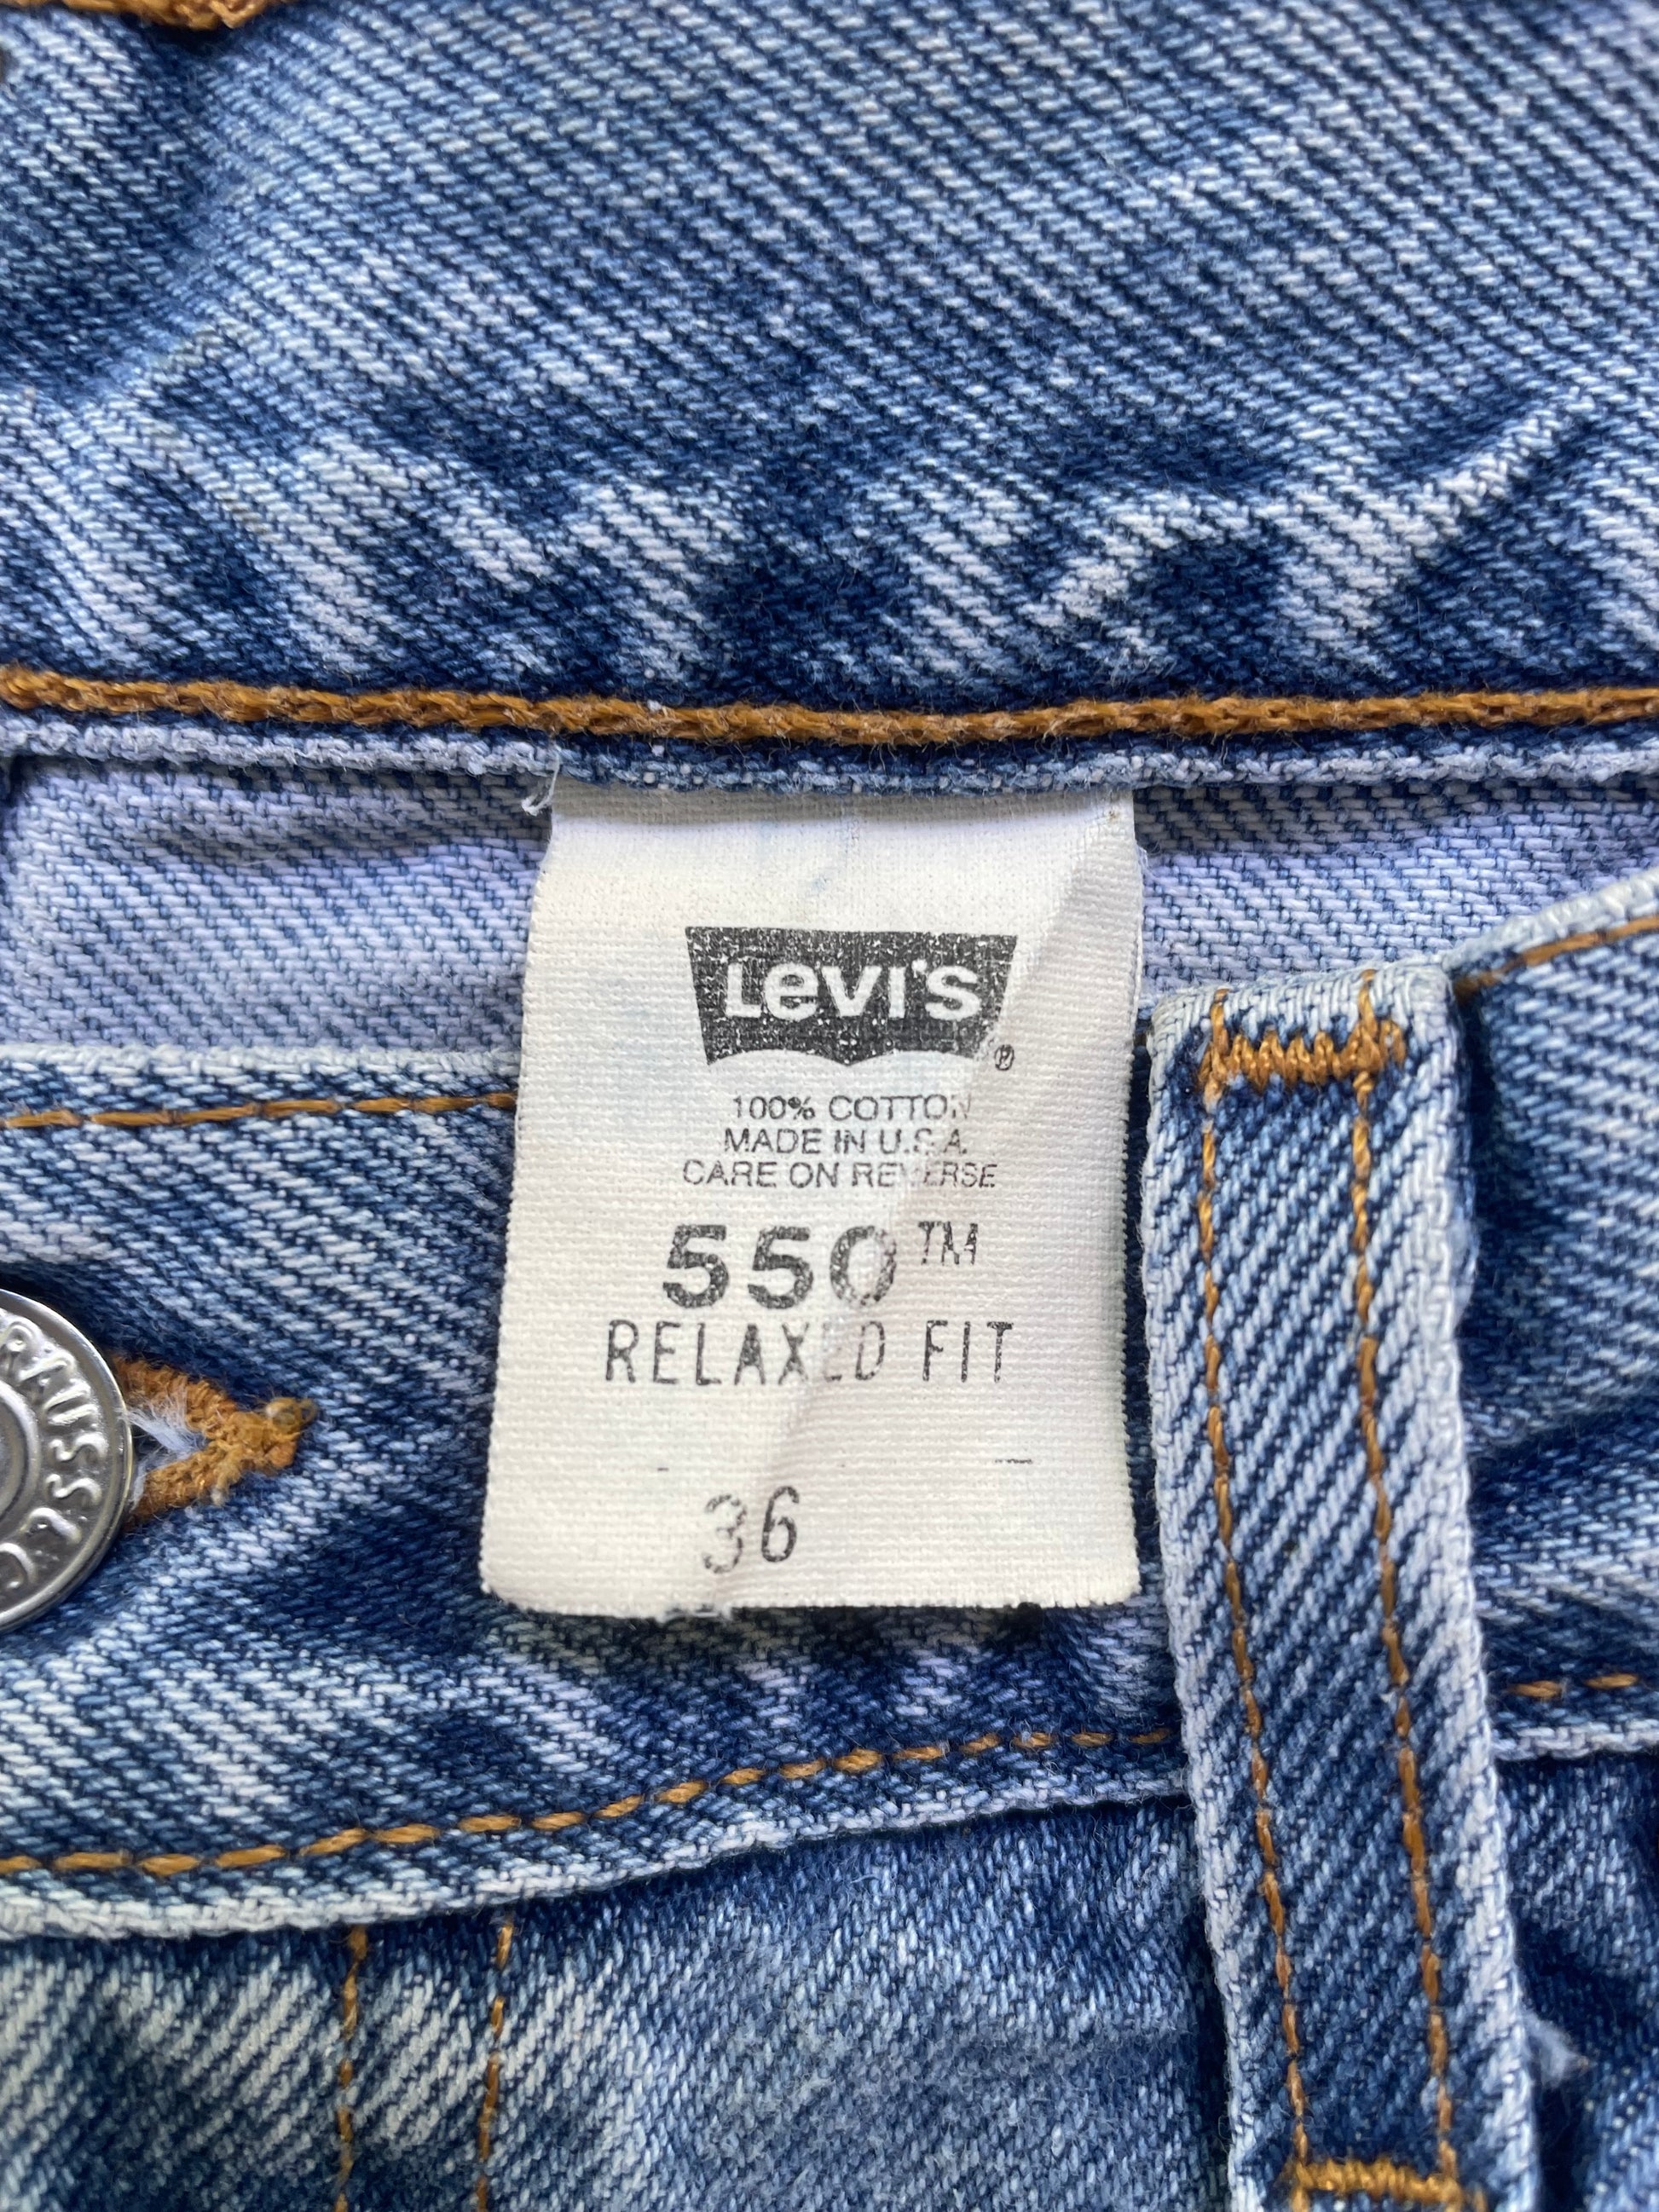 Levi's
®
100% COTTON
MADE IN U.S.A.
CARE ON REVERSE
550™
RELAXED FIT
36